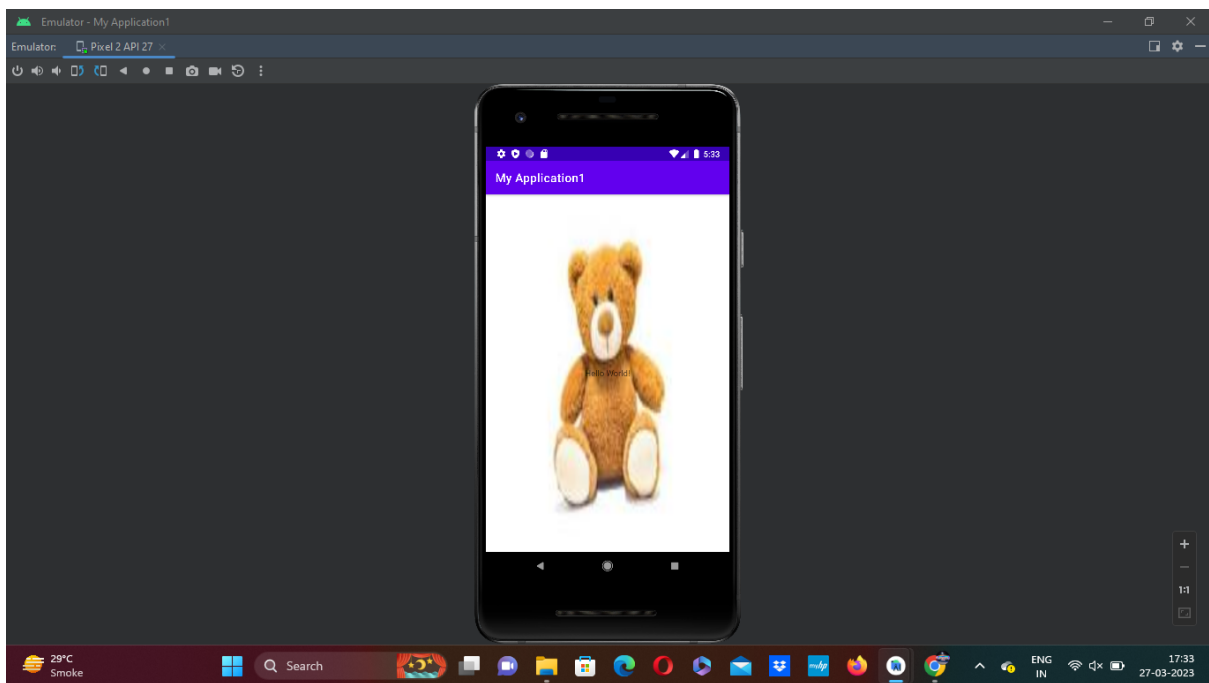 Emulator - My Application1
Emulator:
Pixel 2 API 27
5:33
My Application1
Hello World!
1:1
29°C
Smoke
Search
ENG
IN
17:33
27-03-2023